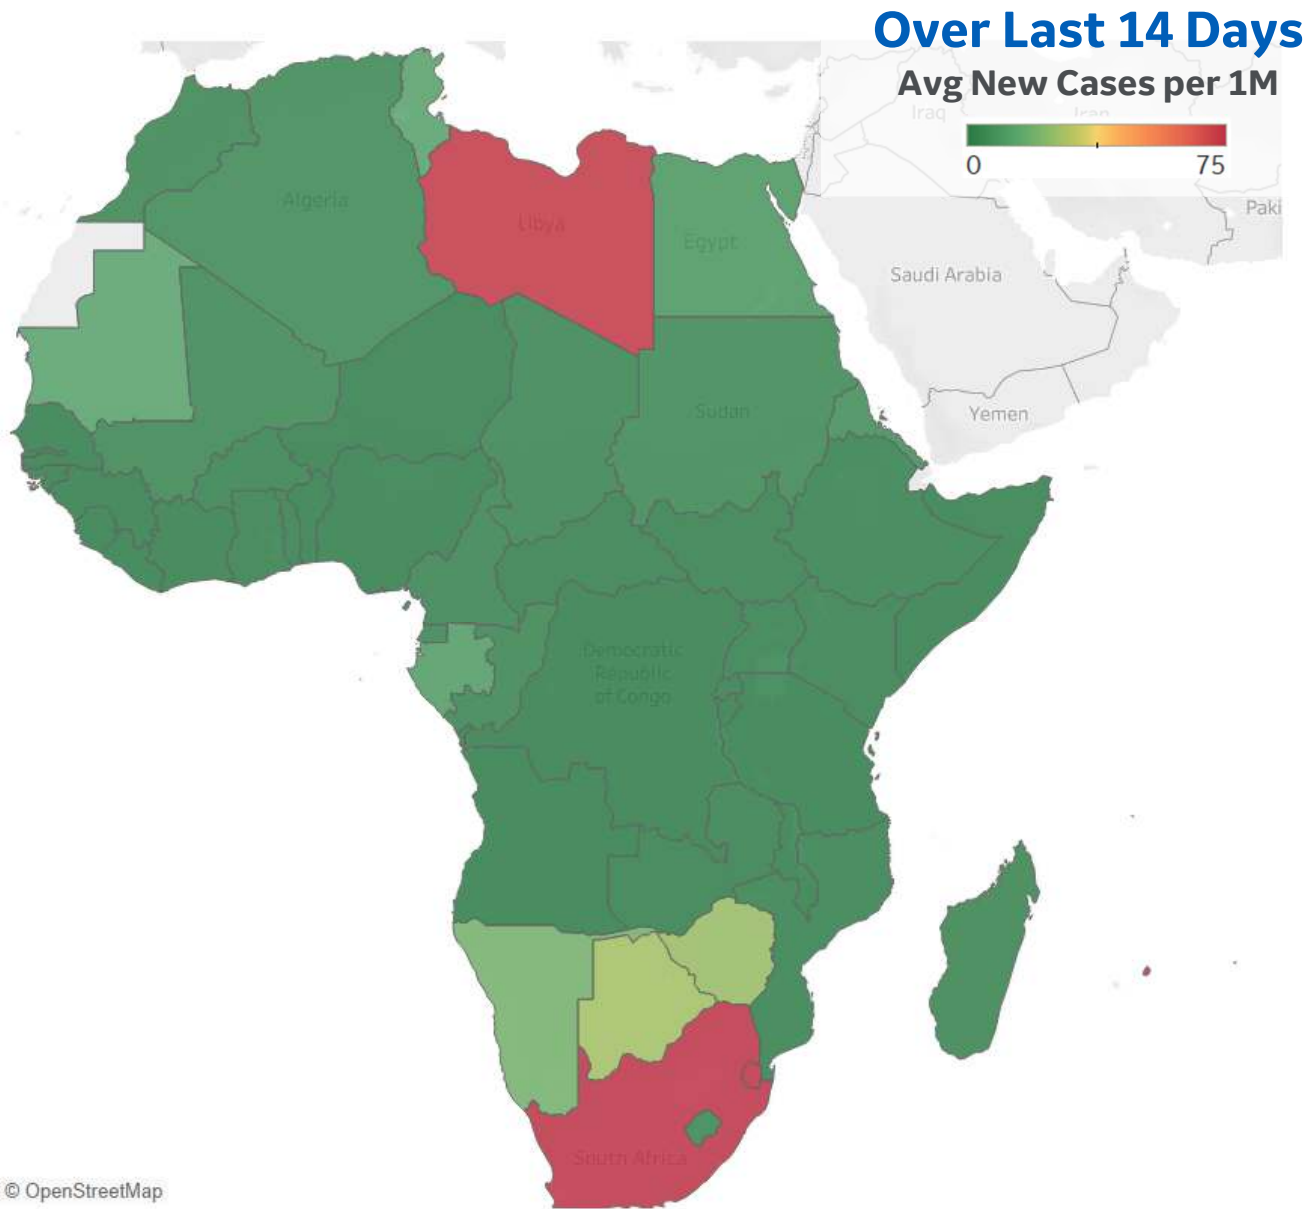 Over Last 14 Days
Avg New Cases per 1M
Iraq
Iran
0
75
Paki
Algeria
Libya
Egypt
Saudi Arabia
Sudan
Yemen
Democratic
Republic
of Congo
South Africa
© OpenStreetMap